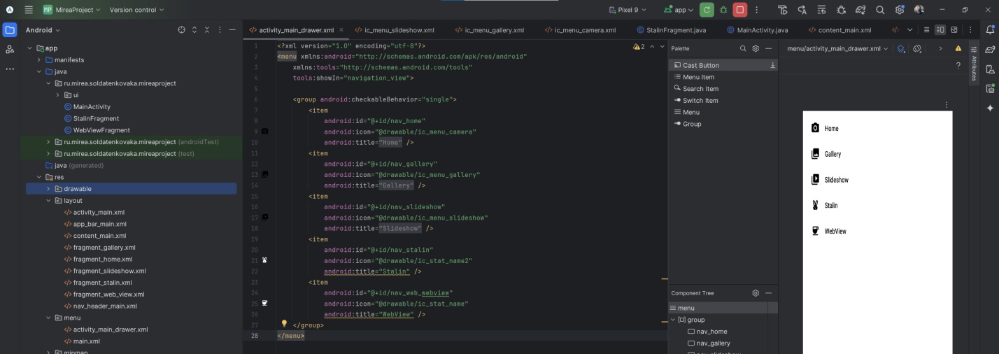 MP MireaProject Version control Pixel 9 app
Android
app
manifests
java
ru.mirea.soldatenkovaka.mireaproject
ui
MainActivity
StalinFragment
WebViewFragment
ru.mirea.soldatenkovaka.mireaproject (androidTest)
ru.mirea.soldatenkovaka.mireaproject (test)
java (generated)
res
drawable
layout
activity_main.xml
app_bar_main.xml
content_main.xml
fragment_gallery.xml
fragment_home.xml
fragment_slideshow.xml
fragment_stalin.xml
fragment_web_view.xml
nav_header_main.xml
menu
activity_main_drawer.xml
main.xml
mipmap
activity_main_drawer.xml ic_menu_slideshow.xml ic_menu_gallery.xml ic_menu_camera.xml StalinFragment.java MainActivity.java content_main.xml
2
1 <?xml version="1.0" encoding="utf-8"?>
2 <menu xmlns:android="http://schemas.android.com/apk/res/android"
3 xmlns:tools="http://schemas.android.com/tools"
4 tools:showIn="navigation_view">
5
6 <group android:checkableBehavior="single">
7 <item
8 android:id="@+id/nav_home"
9 android:icon="@drawable/ic_menu_camera"
10 android:title="Home" />
11 <item
12 android:id="@+id/nav_gallery"
13 android:icon="@drawable/ic_menu_gallery"
14 android:title="Gallery" />
15 <item
16 android:id="@+id/nav_slideshow"
17 android:icon="@drawable/ic_menu_slideshow"
18 android:title="Slideshow" />
19 <item
20 android:id="@+id/nav_stalin"
21 android:icon="@drawable/ic_stat_name2"
22 android:title="Stalin" />
23 <item
24 android:id="@+id/nav_web_webview"
25 android:icon="@drawable/ic_stat_name"
26 android:title="WebView" />
27 </group>
28 </menu>
Palette
Cast Button
Menu Item
Search Item
Switch Item
Menu
Group
Component Tree
menu
group
nav_home
nav_gallery
nav_slideshow
menu/activity_main_drawer.xml
?
Home
Gallery
Slideshow
Stalin
WebView
Attributes